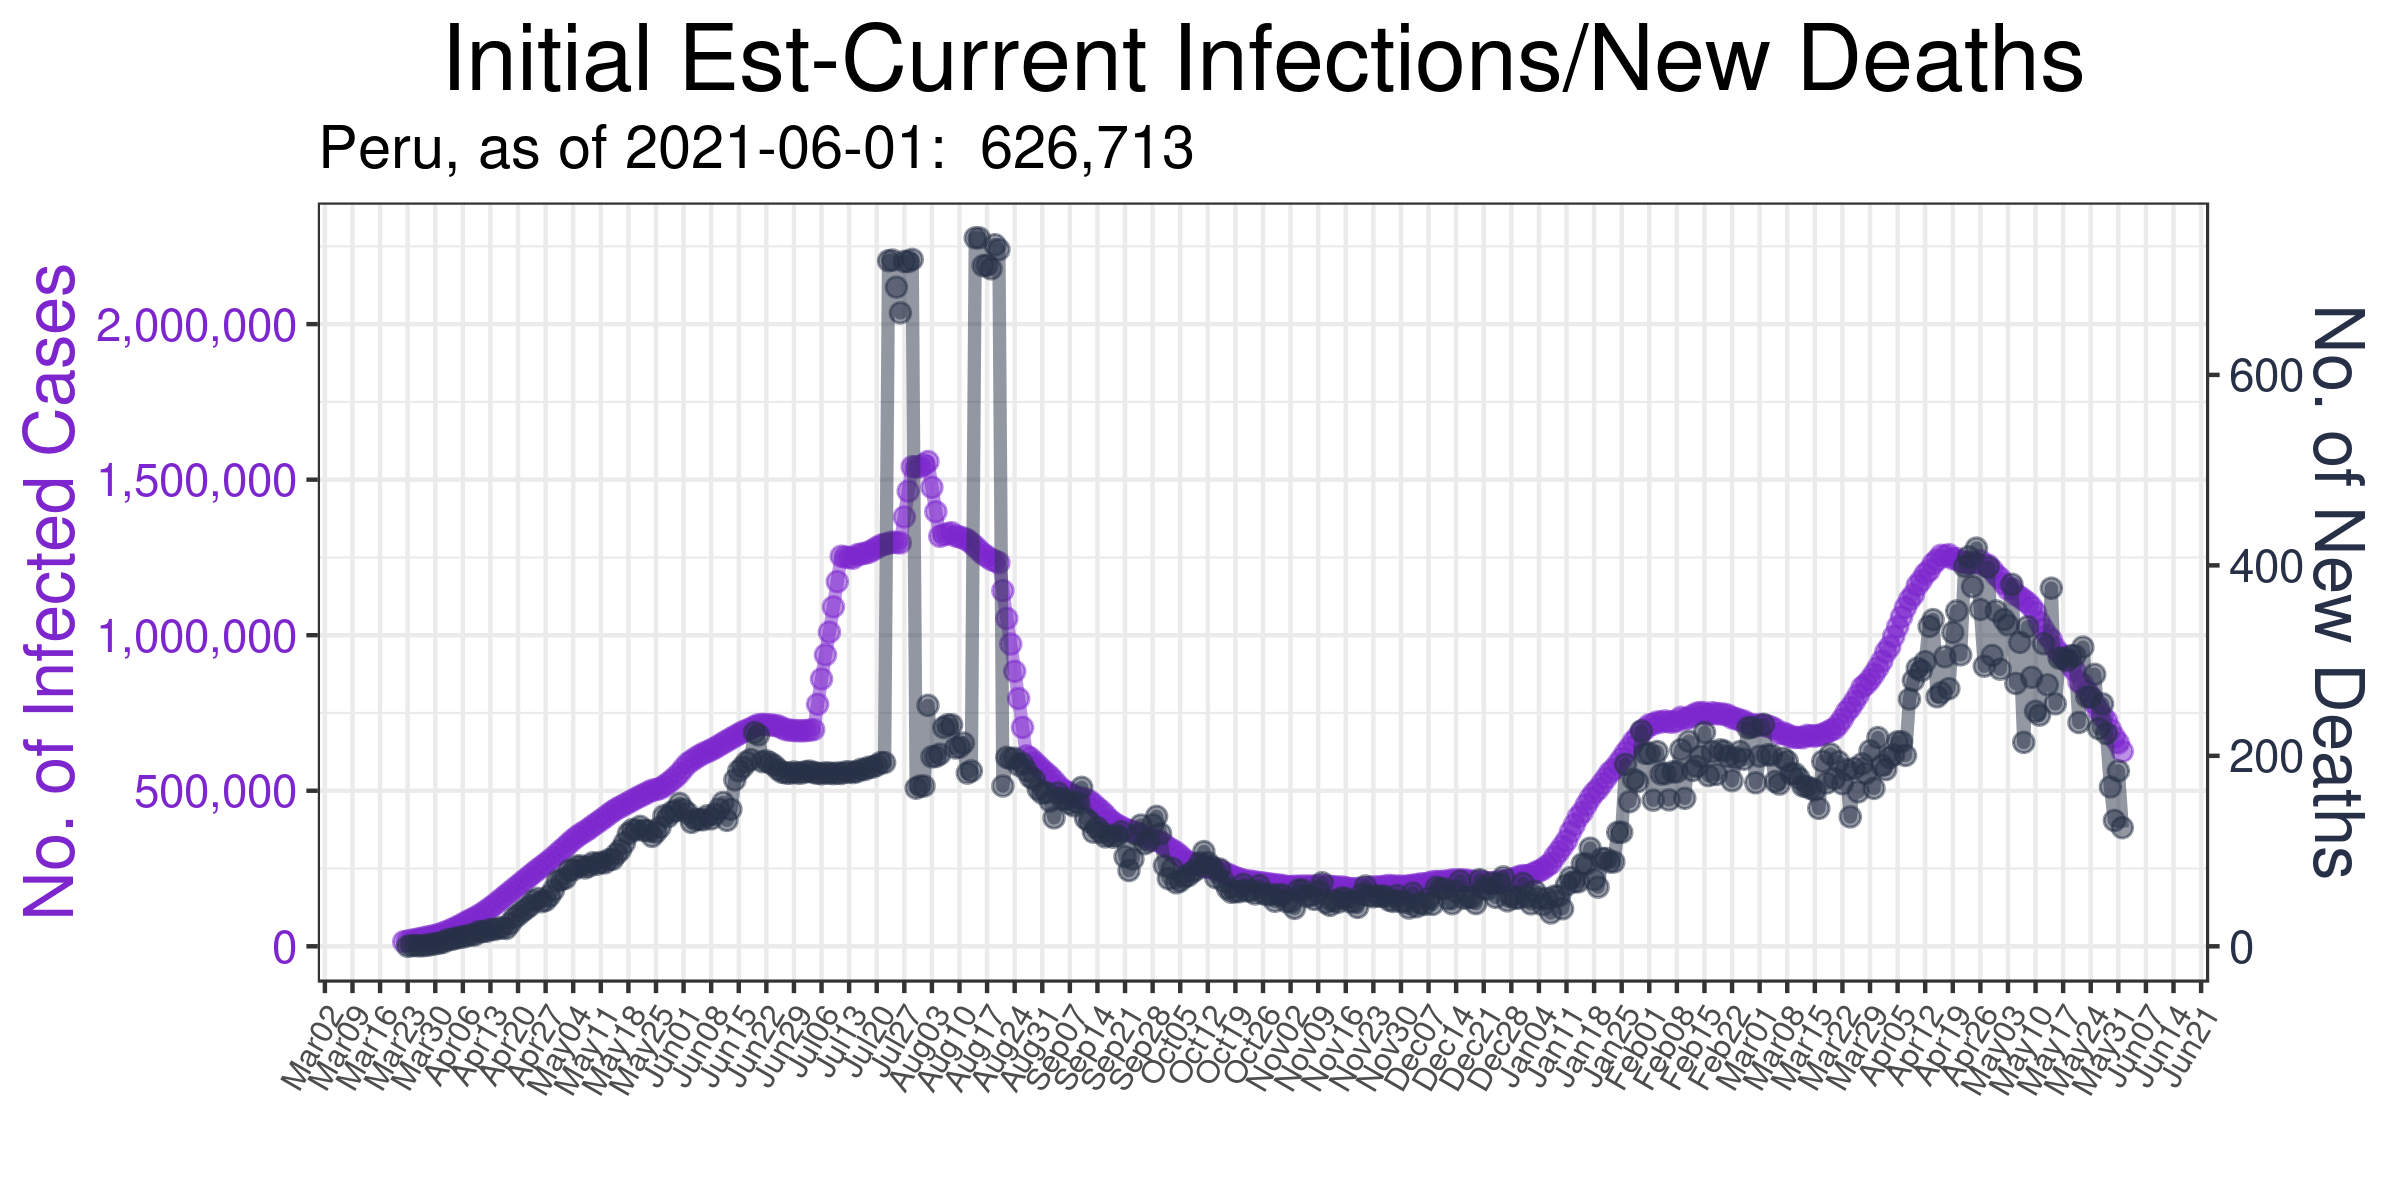 Initial Est-Current Infections/New Deaths
Peru, as of 2021-06-01:  626,713
No. of Infected Cases
2,000,000
1,500,000
1,000,000
500,000
0
600
400
200
0
No. of New Deaths
Mar02
Mar09
Mar16
Mar23
Mar30
Apr06
Apr13
Apr20
Apr27
May04
May11
May18
May25
Jun01
Jun08
Jun15
Jun22
Jun29
Jul06
Jul13
Jul20
Jul27
Aug03
Aug10
Aug17
Aug24
Aug31
Sep07
Sep14
Sep21
Sep28
Oct05
Oct12
Oct19
Oct26
Nov02
Nov09
Nov16
Nov23
Nov30
Dec07
Dec14
Dec21
Dec28
Jan04
Jan11
Jan18
Jan25
Feb01
Feb08
Feb15
Feb22
Mar01
Mar08
Mar15
Mar22
Mar29
Apr05
Apr12
Apr19
Apr26
May03
May10
May17
May24
May31
Jun07
Jun14
Jun21